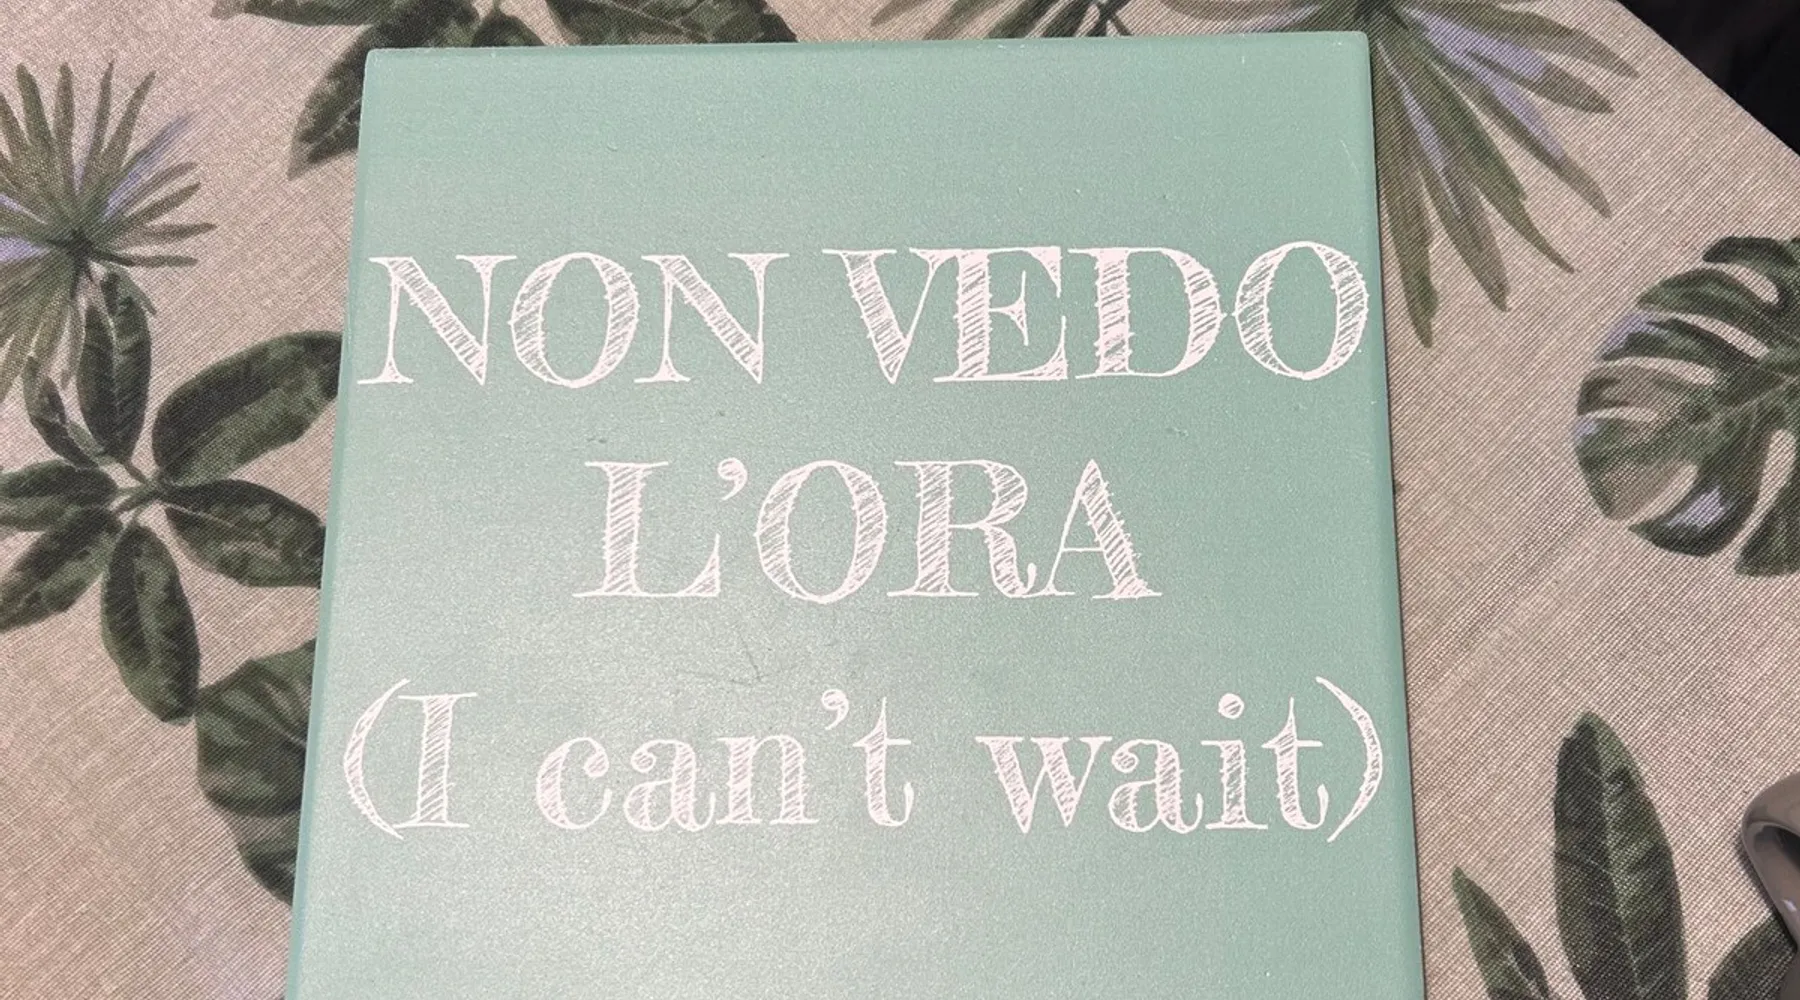 NON VEDO
L'ORA
(I can't wait)